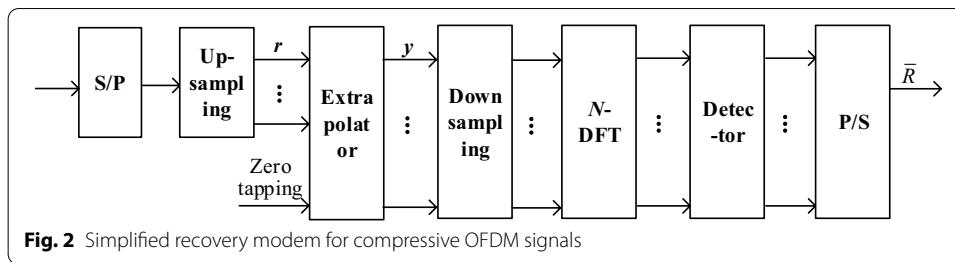 S/P
Up-
sampl
ing
r
Zero
tapping
Extra
polat
or
y
Down
sampl
ing
N-
DFT
Detec
-tor
P/S
R̅
Fig. 2 Simplified recovery modem for compressive OFDM signals